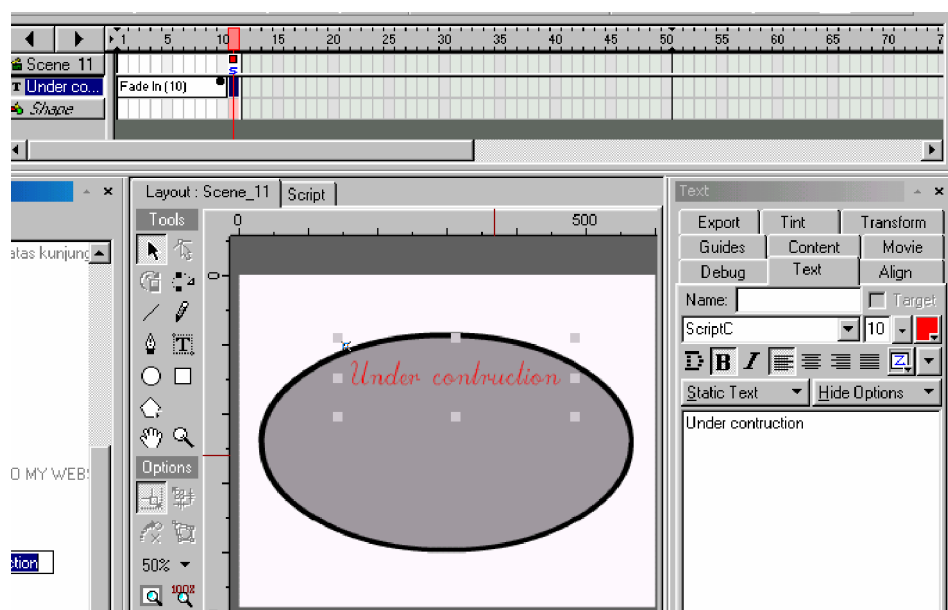 1 5 10 15 20 25 30 35 40 45 50 55 60 65 70 7
Scene 11
T Under co... Fade In (10)
S
Shape
Layout : Scene_11 Script
Text
Tools
0 500
Export Tint Transform
atas kunjung
Guides Content Movie
Debug Text Align
0
Name: Target
ScriptC 10
T
D B I Z
Under contruction
Static Text Hide Options
Under contruction
O MY WEBS
Options
ction
50%
100%